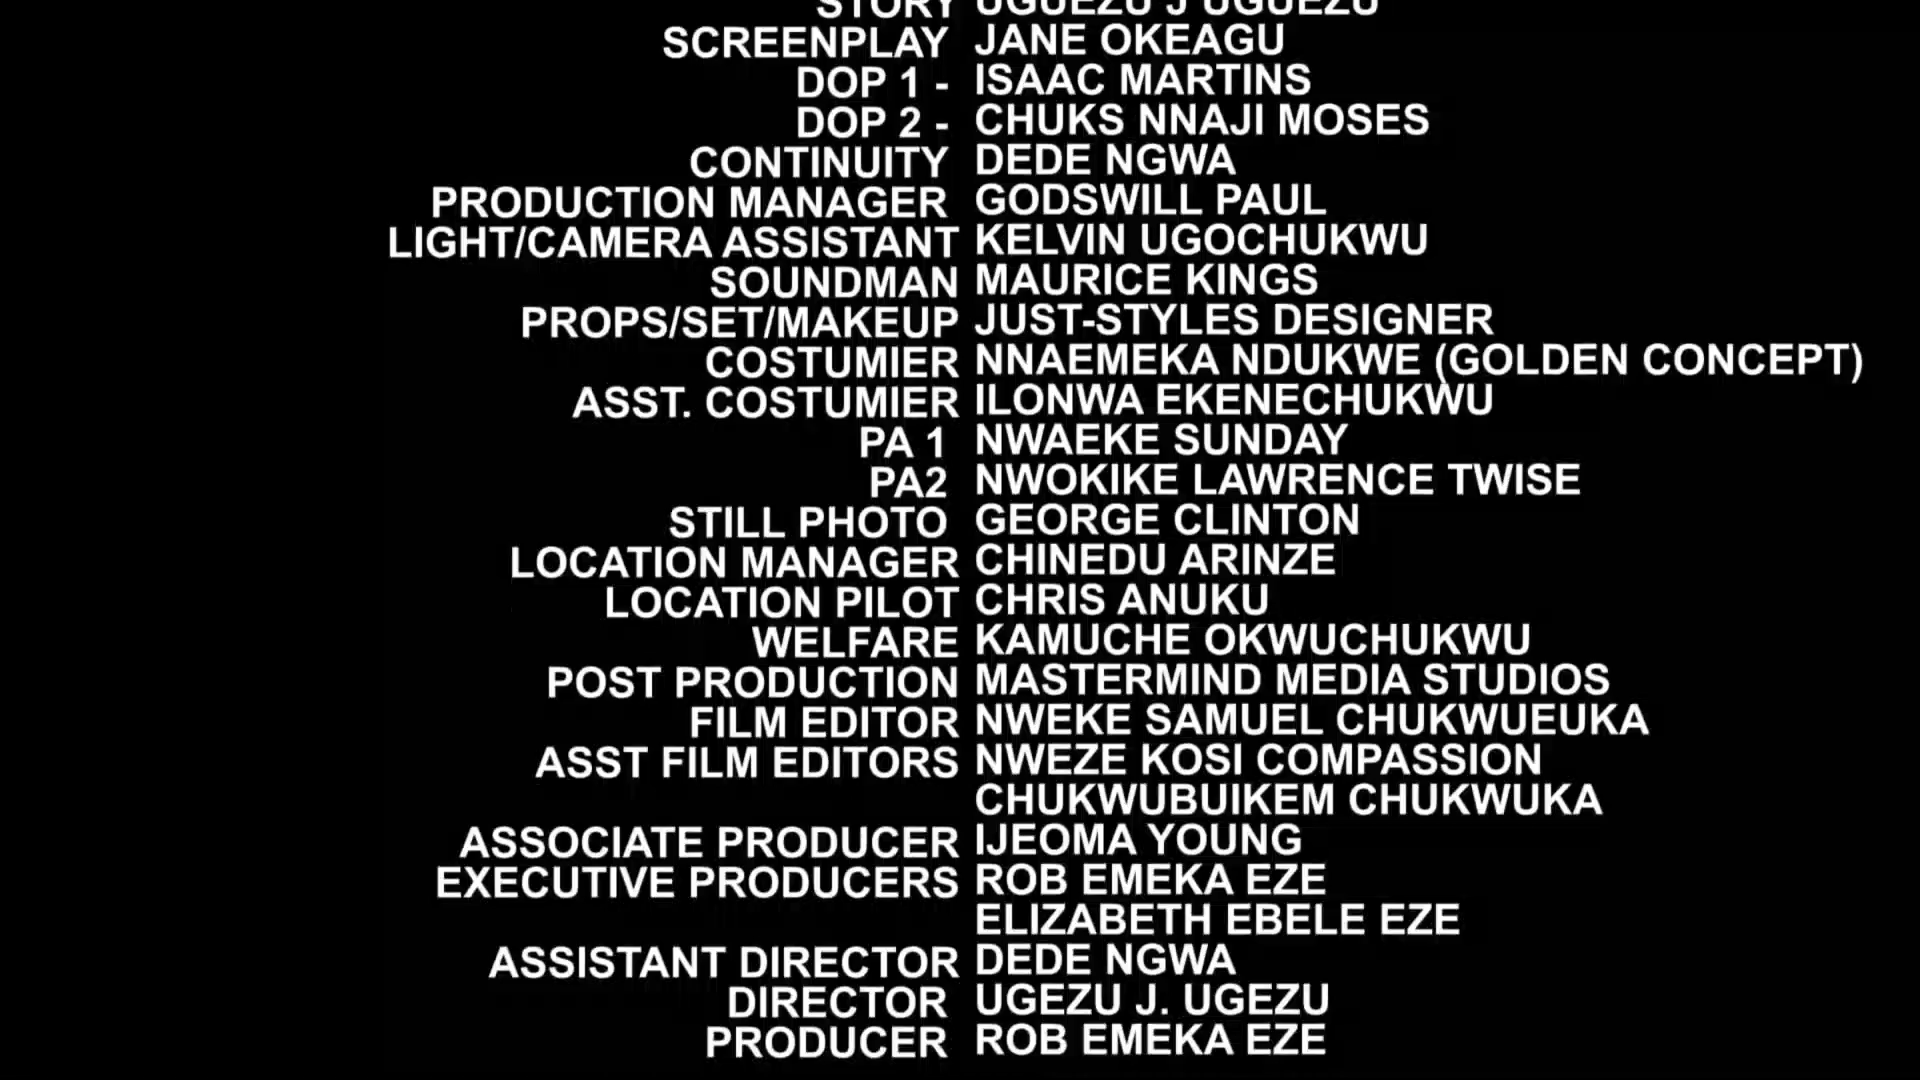 STORY UGUEZU J UGUEZU
SCREENPLAY JANE OKEAGU
DOP 1 - ISAAC MARTINS
DOP 2 - CHUKS NNAJI MOSES
CONTINUITY DEDE NGWA
PRODUCTION MANAGER GODSWILL PAUL
LIGHT/CAMERA ASSISTANT KELVIN UGOCHUKWU
SOUNDMAN MAURICE KINGS
PROPS/SET/MAKEUP JUST-STYLES DESIGNER
COSTUMIER NNAEMEKA NDUKWE (GOLDEN CONCEPT)
ASST. COSTUMIER ILONWA EKENECHUKWU
PA 1 NWAEKE SUNDAY
PA2 NWOKIKE LAWRENCE TWISE
STILL PHOTO GEORGE CLINTON
LOCATION MANAGER CHINEDU ARINZE
LOCATION PILOT CHRIS ANUKU
WELFARE KAMUCHE OKWUCHUKWU
POST PRODUCTION MASTERMIND MEDIA STUDIOS
FILM EDITOR NWEKE SAMUEL CHUKWUEUKA
ASST FILM EDITORS NWEZE KOSI COMPASSION
CHUKWUBUIKEM CHUKWUKA
ASSOCIATE PRODUCER IJEOMA YOUNG
EXECUTIVE PRODUCERS ROB EMEKA EZE
ELIZABETH EBELE EZE
ASSISTANT DIRECTOR DEDE NGWA
DIRECTOR UGEZU J. UGEZU
PRODUCER ROB EMEKA EZE